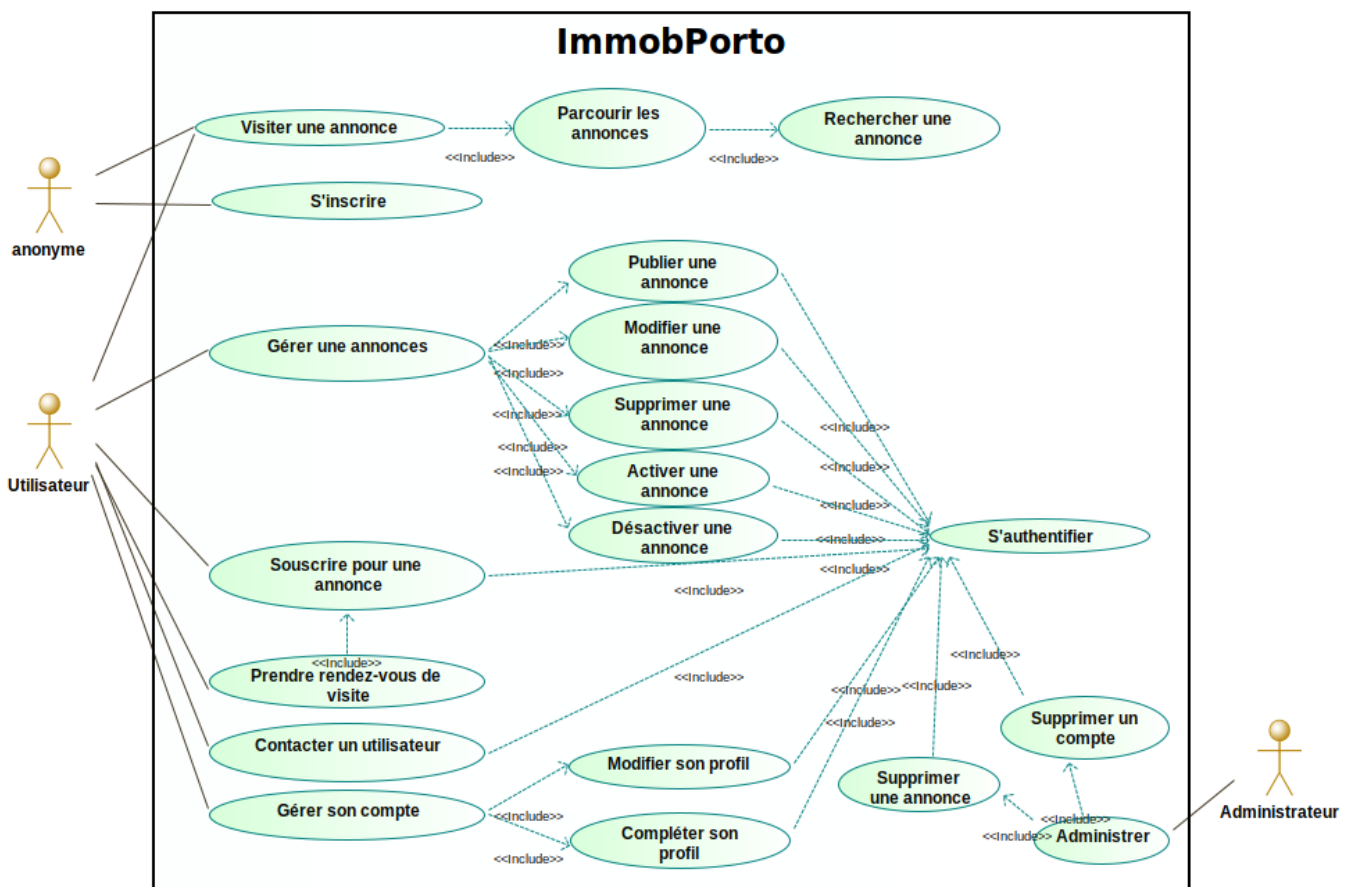 ImmobPorto
Visiter une annonce
<<Include>>
Parcourir les
annonces
<<Include>>
Rechercher une
annonce
S'inscrire
anonyme
Publier une
annonce
Gérer une annonces
<<Include>>
Modifier une
annonce
<<Include>>
Supprimer une
annonce
<<Include>>
<<Include>>
Activer une
annonce
<<Include>>
Désactiver une
annonce
<<Include>>
<<Include>>
<<Include>>
<<Include>>
<<Include>>
S'authentifier
Utilisateur
Souscrire pour une
annonce
<<Include>>
<<Include>>
Prendre rendez-vous de
visite
<<Include>>
Contacter un utilisateur
Gérer son compte
<<Include>>
<<Include>>
Modifier son profil
Compléter son
profil
<<Include>>
<<Include>>
<<Include>>
<<Include>>
Supprimer un
compte
Supprimer
une annonce
<<Include>>
<<Include>>
Administrer
Administrateur